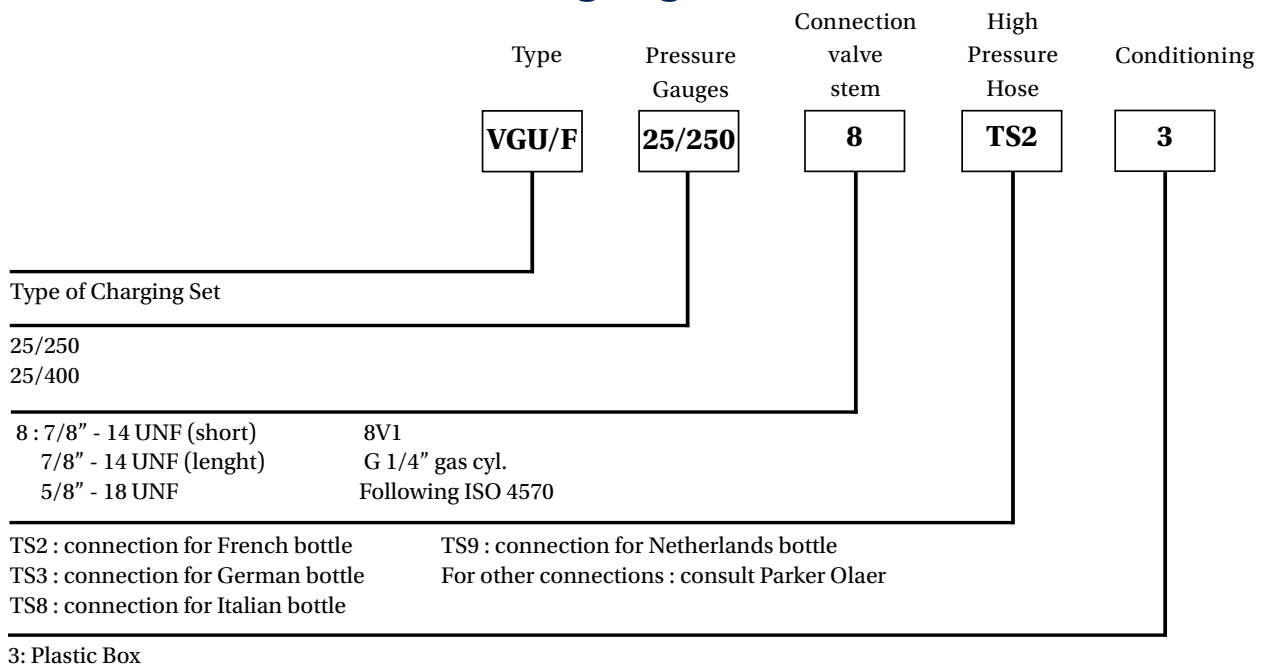 Type
Pressure
Gauges
Connection
valve
stem
High
Pressure
Hose
Conditioning
VGU/F
25/250
8
TS2
3
Type of Charging Set
25/250
25/400
8 : 7/8” - 14 UNF (short) 8V1
7/8” - 14 UNF (lenght) G 1/4” gas cyl.
5/8” - 18 UNF Following ISO 4570
TS2 : connection for French bottle TS9 : connection for Netherlands bottle
TS3 : connection for German bottle For other connections : consult Parker Olaer
TS8 : connection for Italian bottle
3: Plastic Box